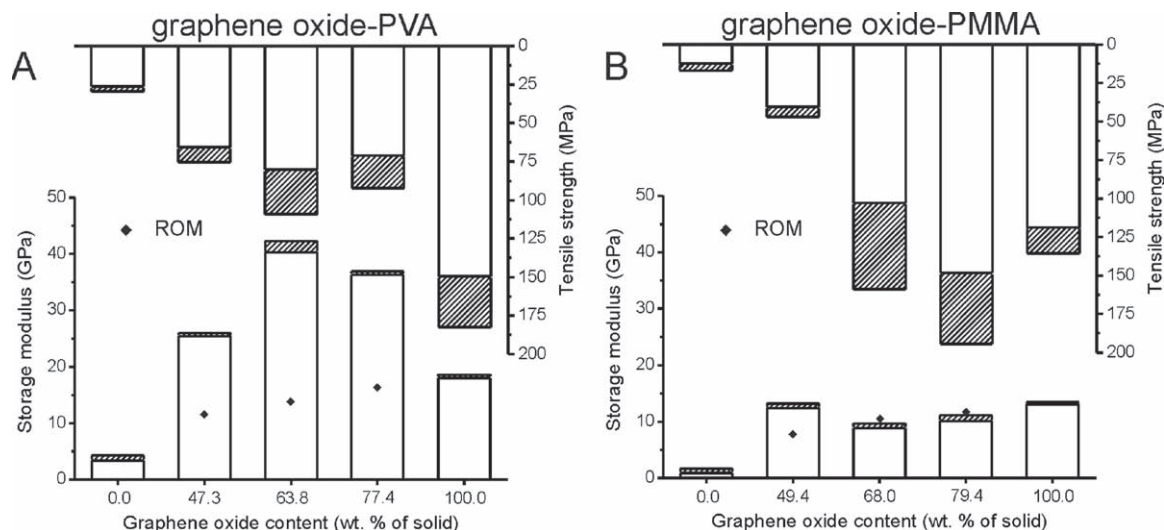 graphene oxide-PVA
A
0
25
50
75
100
125
150
175
200
Tensile strength (MPa)
50
40
30
20
10
0
Storage modulus (GPa)
ROM
0.0 47.3 63.8 77.4 100.0
Graphene oxide content (wt. % of solid)
graphene oxide-PMMA
B
0
25
50
75
100
125
150
175
200
Tensile strength (MPa)
50
40
30
20
10
0
Storage modulus (GPa)
ROM
0.0 49.4 68.0 79.4 100.0
Graphene oxide content (wt. % of solid)